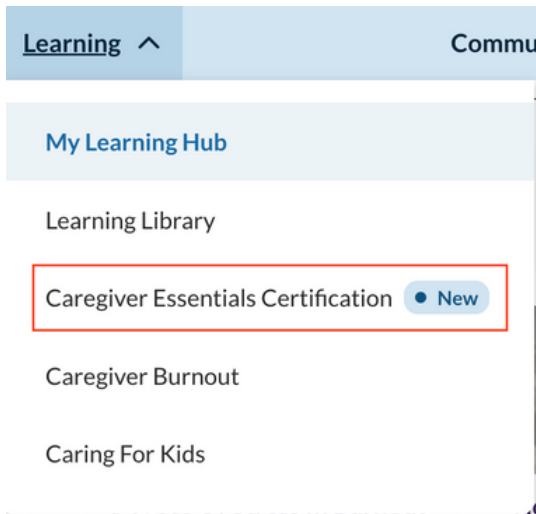 Learning
Commu
My Learning Hub
Learning Library
Caregiver Essentials Certification New
Caregiver Burnout
Caring For Kids